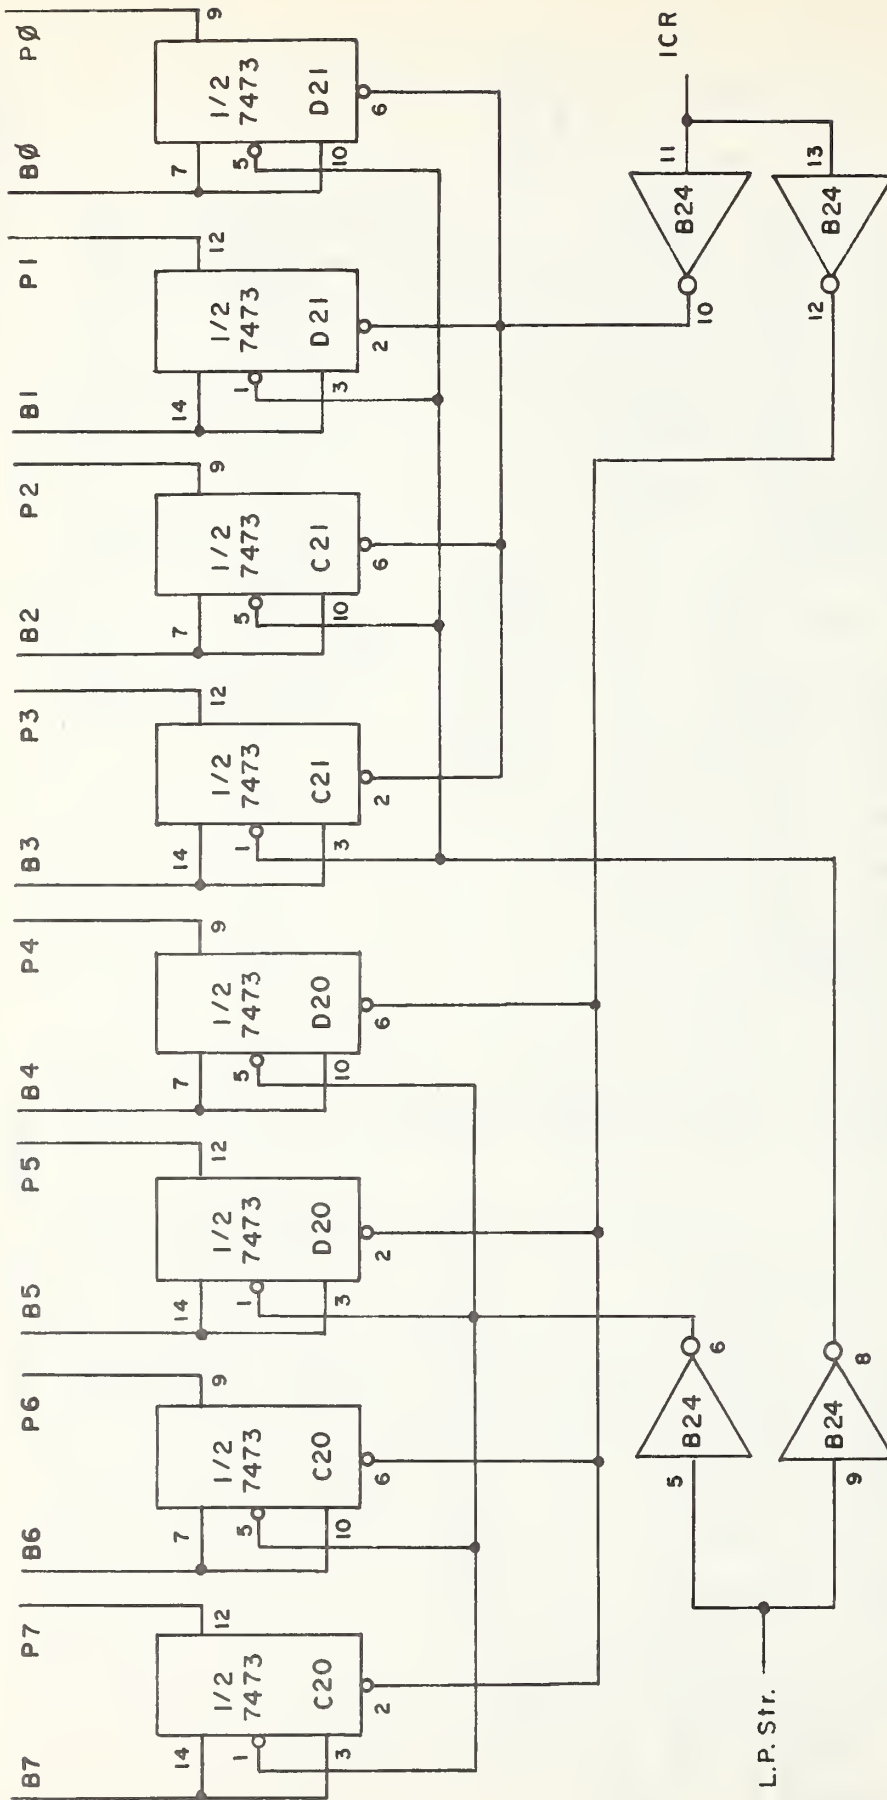 B7 P7 B6 P6 B5 P5 B4 P4 B3 P3 B2 P2 B1 P1 BØ PØ
14 12 7 9 14 12 7 9 14 12 7 9 14 12 7 9
1/2 1/2 1/2 1/2 1/2 1/2 1/2 1/2
1 7473 5 7473 1 7473 5 7473 1 7473 5 7473 1 7473 5 7473
3 C20 10 C20 3 D20 10 D20 3 C21 10 C21 3 D21 10 D21
2 6 2 6 2 6 2 6
5 B24 6 10 B24 11 ICR
L.P. Str.
9 B24 8 12 B24 13